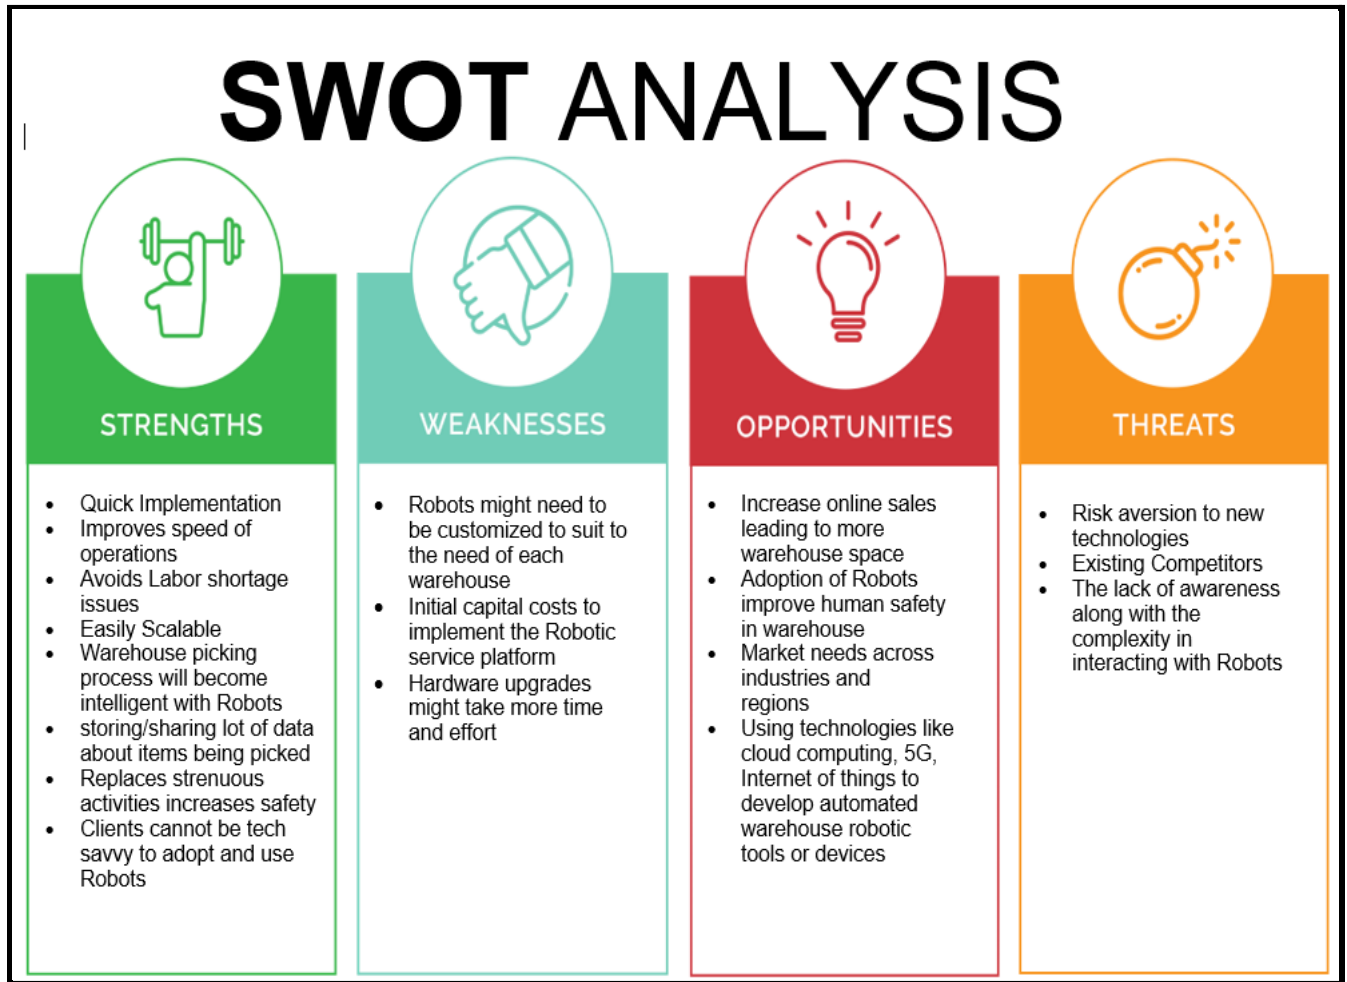 SWOT ANALYSIS
STRENGTHS
• Quick Implementation
• Improves speed of
operations
• Avoids Labor shortage
issues
• Easily Scalable
• Warehouse picking
process will become
intelligent with Robots
• storing/sharing lot of data
about items being picked
• Replaces strenuous
activities increases safety
• Clients cannot be tech
savvy to adopt and use
Robots
WEAKNESSES
• Robots might need to
be customized to suit to
the need of each
warehouse
• Initial capital costs to
implement the Robotic
service platform
• Hardware upgrades
might take more time
and effort
OPPORTUNITIES
• Increase online sales
leading to more
warehouse space
• Adoption of Robots
improve human safety
in warehouse
• Market needs across
industries and
regions
• Using technologies like
cloud computing, 5G,
Internet of things to
develop automated
warehouse robotic
tools or devices
THREATS
• Risk aversion to new
technologies
• Existing Competitors
• The lack of awareness
along with the
complexity in
interacting with Robots